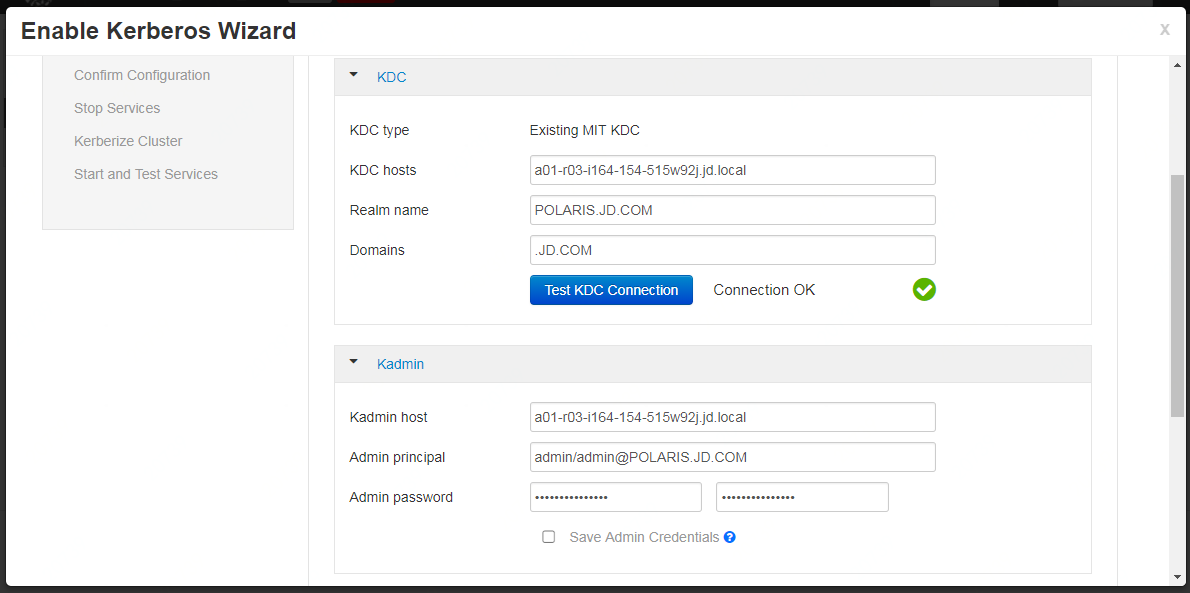 Enable Kerberos Wizard
x
Confirm Configuration
Stop Services
Kerberize Cluster
Start and Test Services
KDC
KDC type Existing MIT KDC
KDC hosts a01-r03-i164-154-515w92j.jd.local
Realm name POLARIS.JD.COM
Domains .JD.COM
Test KDC Connection Connection OK
Kadmin
Kadmin host a01-r03-i164-154-515w92j.jd.local
Admin principal admin/admin@POLARIS.JD.COM
Admin password ••••••••••••••• •••••••••••••••
Save Admin Credentials ?